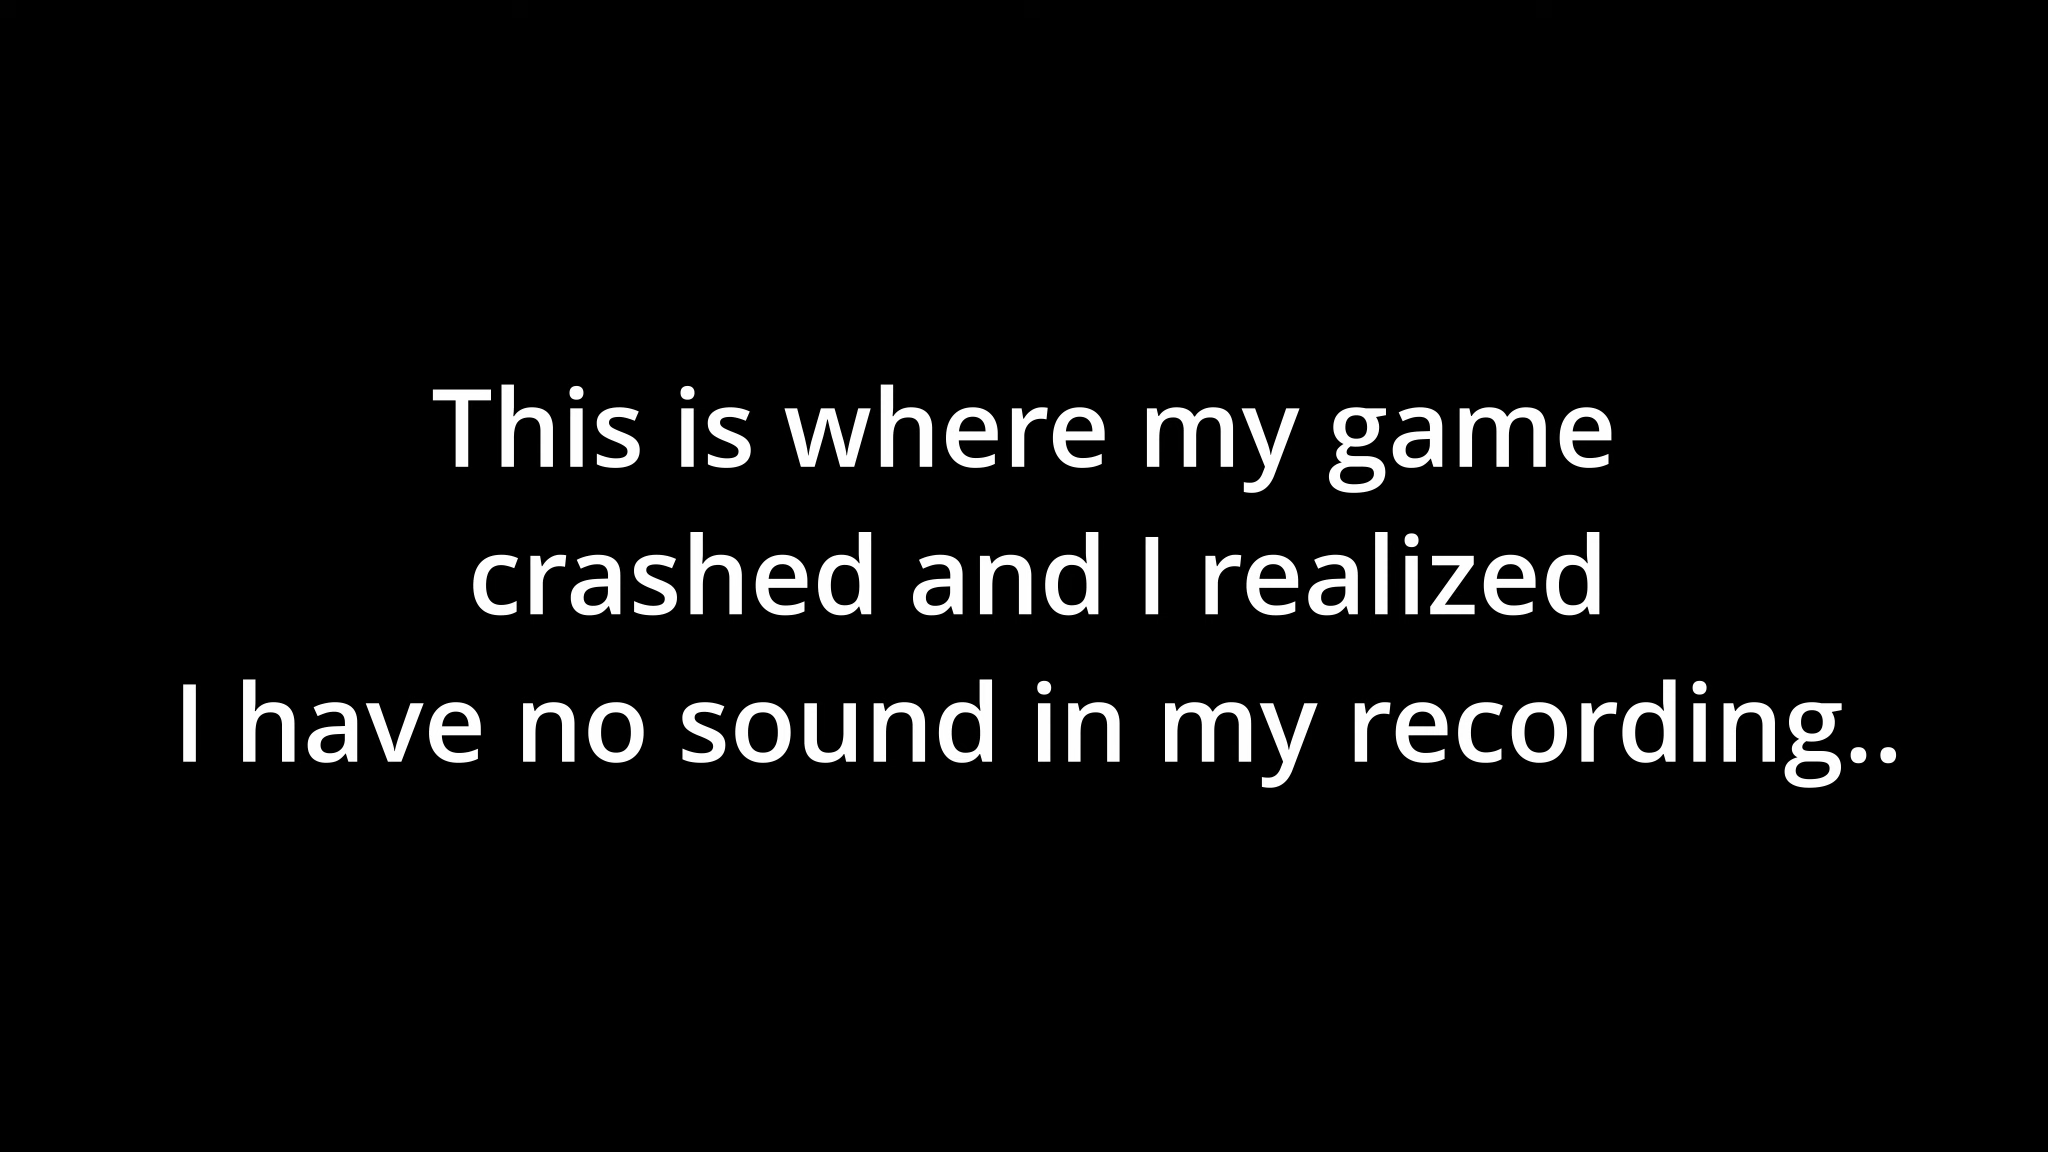 This is where my game
crashed and I realized
I have no sound in my recording..